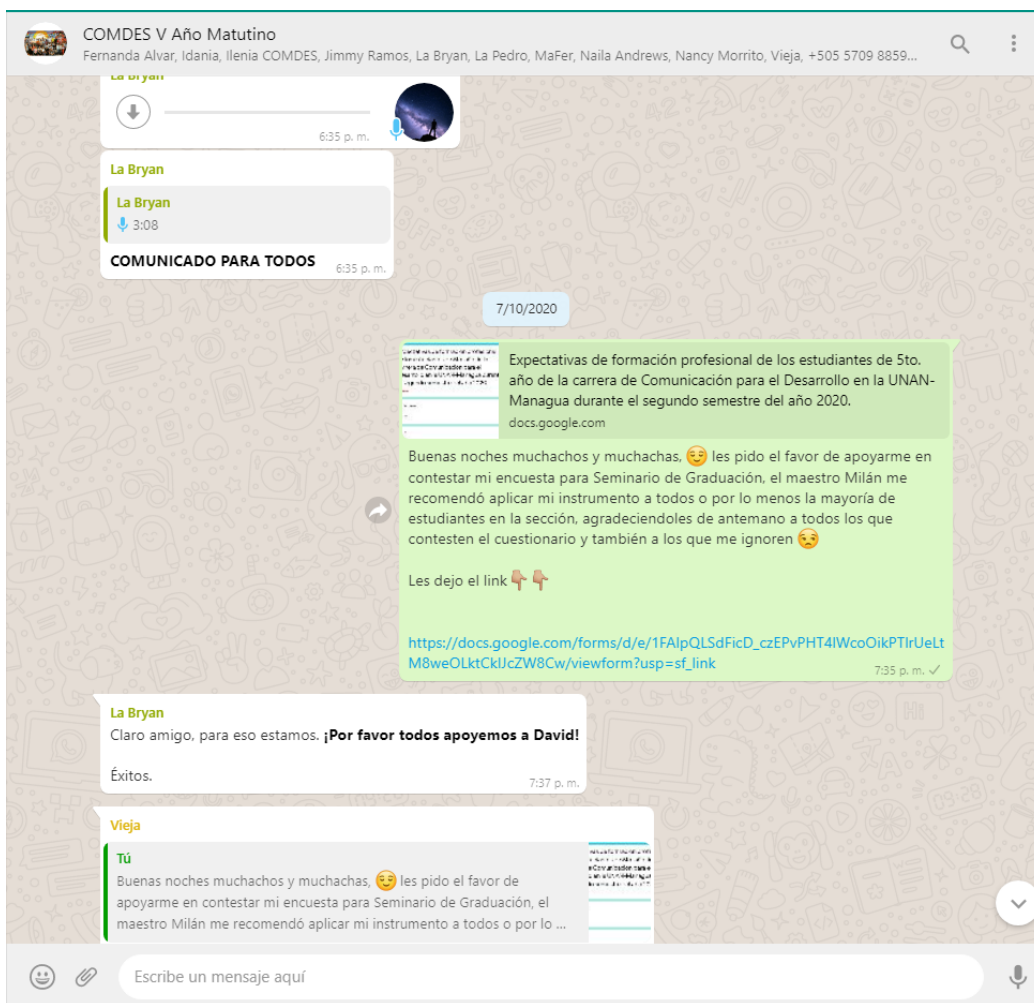 COMDES V Año Matutino
Fernanda Alvar, Idania, Ilenia COMDES, Jimmy Ramos, La Bryan, La Pedro, MaFer, Naila Andrews, Nancy Morrito, Vieja, +505 5709 8859...
La Bryan
6:35 p. m.
La Bryan
La Bryan
3:08
COMUNICADO PARA TODOS
6:35 p. m.
7/10/2020
Expectativas de formación profesional de los estudiantes de 5to.
año de la carrera de Comunicación para el Desarrollo en la UNAN-
Managua durante el segundo semestre del año 2020.
docs.google.com
Buenas noches muchachos y muchachas, 😌 les pido el favor de apoyarme en
contestar mi encuesta para Seminario de Graduación, el maestro Milán me
recomendó aplicar mi instrumento a todos o por lo menos la mayoría de
estudiantes en la sección, agradeciendoles de antemano a todos los que
contesten el cuestionario y también a los que me ignoren 😒
Les dejo el link 👇🏼 👇🏼
https://docs.google.com/forms/d/e/1FAIpQLSdFicD_czEPvPHT4IWcoOikPTIrUeLt
M8weOLktCkIJcZW8Cw/viewform?usp=sf_link
7:35 p. m.
La Bryan
Claro amigo, para eso estamos. ¡Por favor todos apoyemos a David!
Éxitos.
7:37 p. m.
Vieja
Tú
Buenas noches muchachos y muchachas, 😌 les pido el favor de
apoyarme en contestar mi encuesta para Seminario de Graduación, el
maestro Milán me recomendó aplicar mi instrumento a todos o por lo ...
Escribe un mensaje aquí